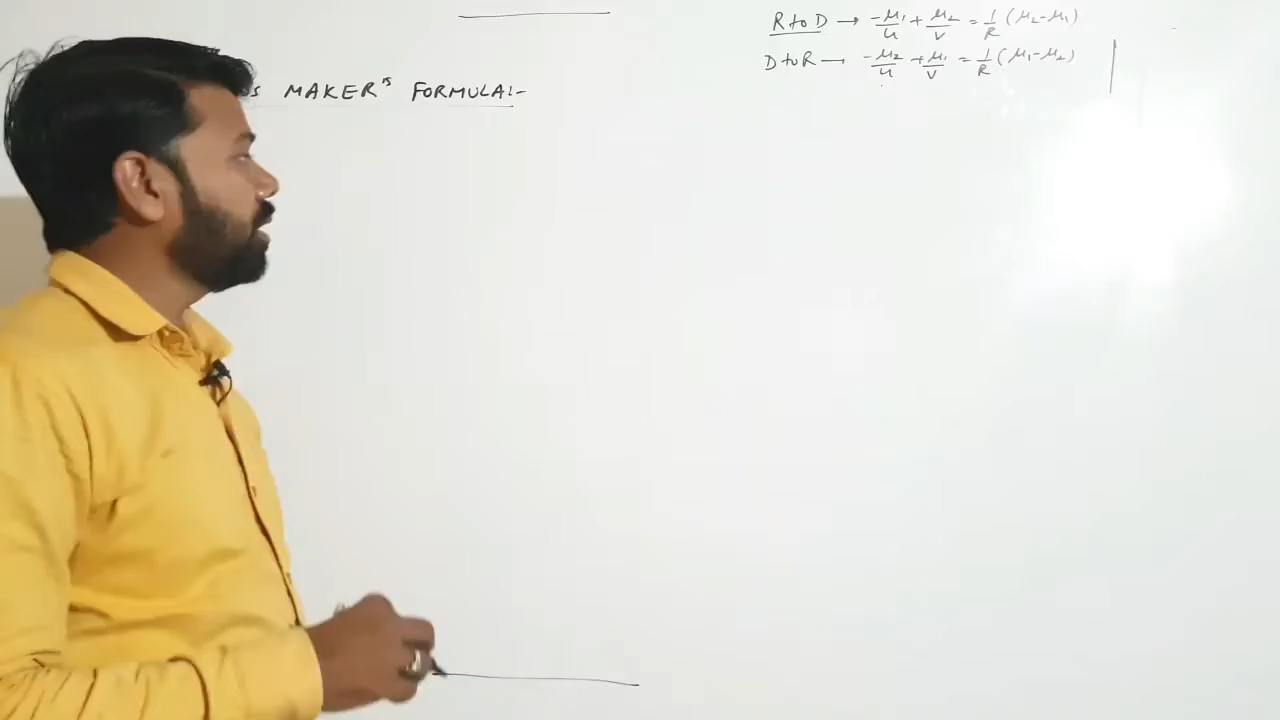 R to D → -μ₁/u + μ₂/v = 1/R (μ₂-μ₁)
D to R → -μ₂/u + μ₁/v = 1/R (μ₁-μ₂)
MAKER'S FORMULA:-